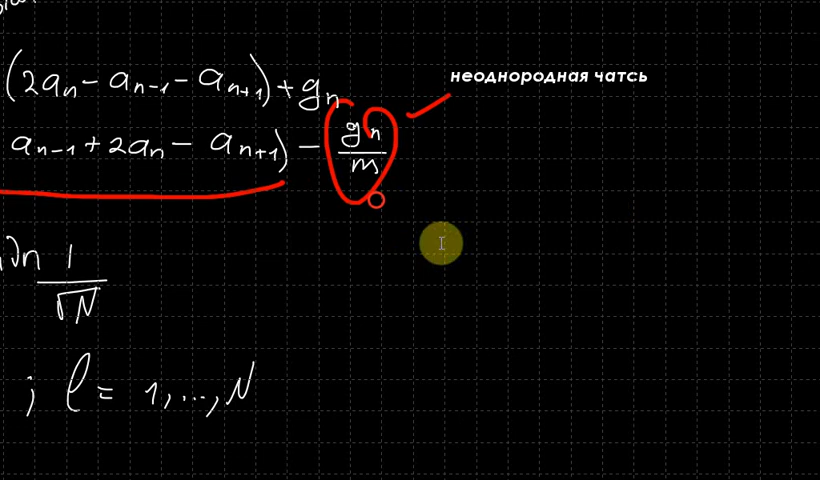 неоднородная чатсь
(2aₙ - aₙ₋₁ - aₙ₊₁) + gₙ
aₙ₋₁ + 2aₙ - aₙ₊₁) - gₙ/m
n 1/√N
; l = 1,...,N